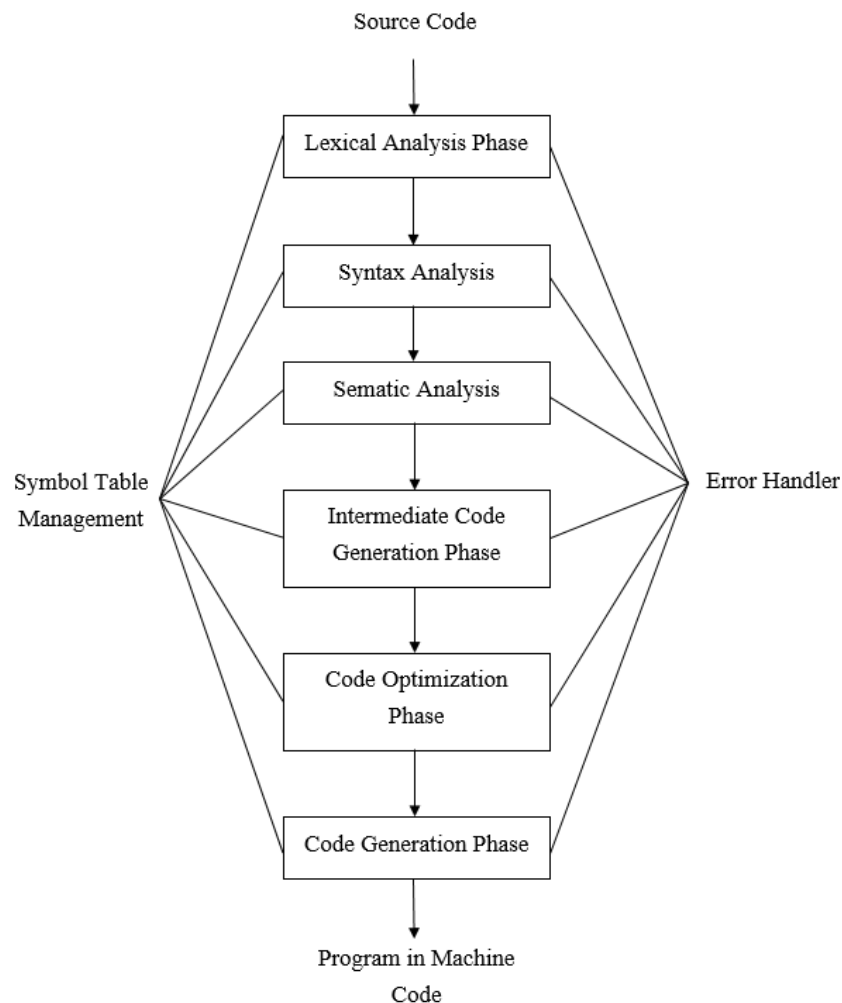 Source Code
Lexical Analysis Phase
Syntax Analysis
Sematic Analysis
Symbol Table
Management
Error Handler
Intermediate Code
Generation Phase
Code Optimization
Phase
Code Generation Phase
Program in Machine
Code